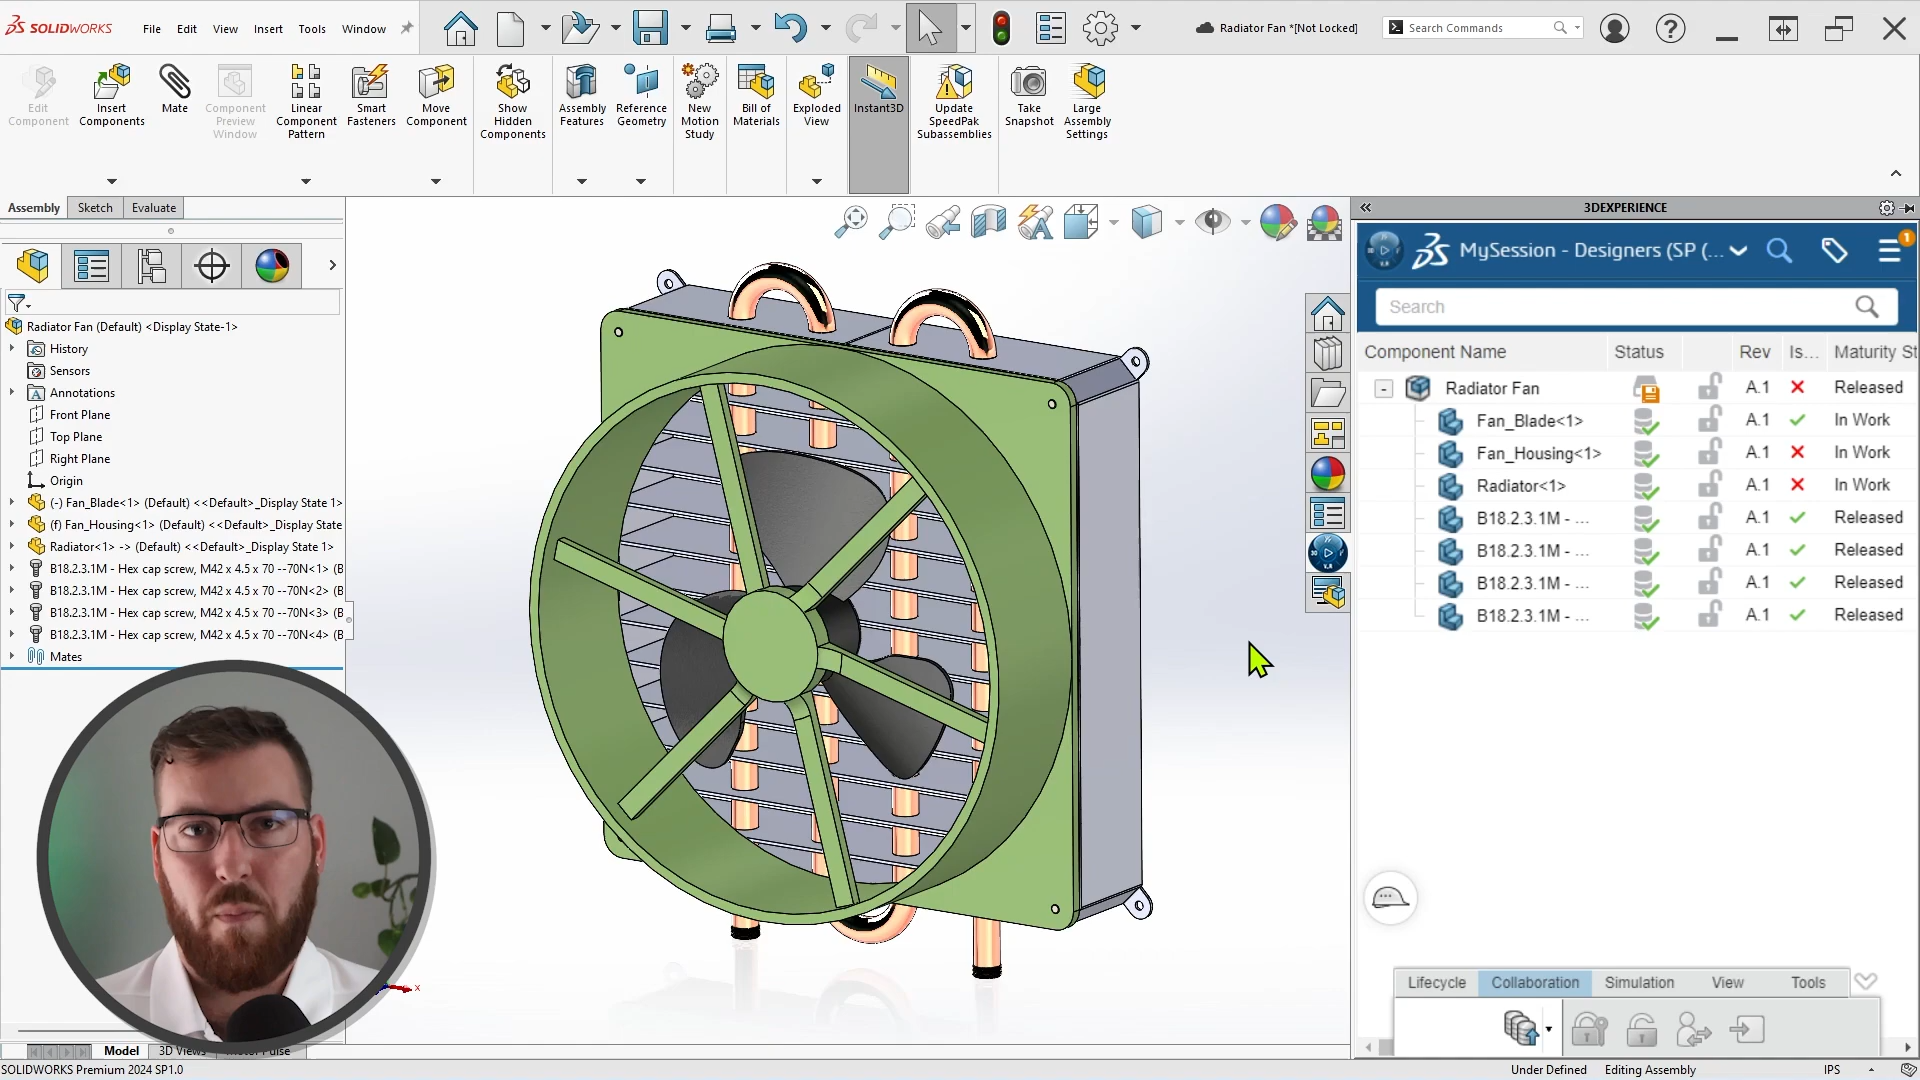 SOLIDWORKS
File Edit View Insert Tools Window
Radiator Fan *[Not Locked]
Search Commands
Edit Component
Insert Components
Mate
Component Preview Window
Linear Component Pattern
Smart Fasteners
Move Component
Show Hidden Components
Assembly Features
Reference Geometry
New Motion Study
Bill of Materials
Exploded View
Instant3D
Update SpeedPak Subassemblies
Take Snapshot
Large Assembly Settings
Assembly Sketch Evaluate
Radiator Fan (Default) <Display State-1>
History
Sensors
Annotations
Front Plane
Top Plane
Right Plane
Origin
(-) Fan_Blade<1> (Default) <<Default>_Display State 1>
(f) Fan_Housing<1> (Default) <<Default>_Display State
Radiator<1> -> (Default) <<Default>_Display State 1>
B18.2.3.1M - Hex cap screw, M42 x 4.5 x 70 --70N<1> (B
B18.2.3.1M - Hex cap screw, M42 x 4.5 x 70 --70N<2> (B
B18.2.3.1M - Hex cap screw, M42 x 4.5 x 70 --70N<3> (B
B18.2.3.1M - Hex cap screw, M42 x 4.5 x 70 --70N<4> (B
Mates
x
3DEXPERIENCE
MySession - Designers (SP (...
1
Search
Component Name Status Rev Is... Maturity St
Radiator Fan A.1 Released
Fan_Blade<1> A.1 In Work
Fan_Housing<1> A.1 In Work
Radiator<1> A.1 In Work
B18.2.3.1M - ... A.1 Released
B18.2.3.1M - ... A.1 Released
B18.2.3.1M - ... A.1 Released
B18.2.3.1M - ... A.1 Released
Lifecycle Collaboration Simulation View Tools
Model 3D Views
SOLIDWORKS Premium 2024 SP1.0
Under Defined Editing Assembly IPS